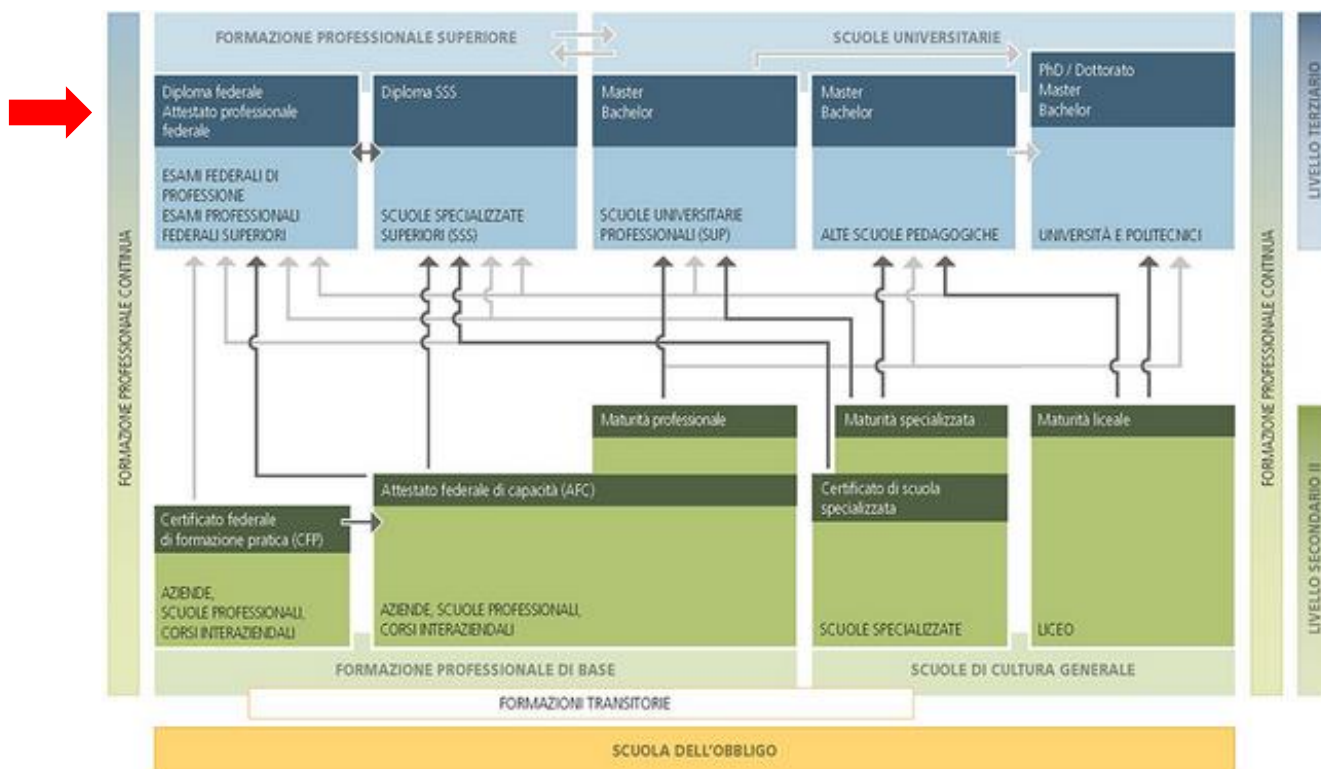 FORMAZIONE PROFESSIONALE SUPERIORE
SCUOLE UNIVERSITARIE
Diploma federale
Attestato professionale
federale
ESAMI FEDERALI DI
PROFESSIONE
ESAMI PROFESSIONALI
FEDERALI SUPERIORI
Diploma SSS
SCUOLE SPECIALIZZATE
SUPERIORI (SSS)
Master
Bachelor
SCUOLE UNIVERSITARIE
PROFESSIONALI (SUP)
Master
Bachelor
ALTE SCUOLE PEDAGOGICHE
PhD / Dottorato
Master
Bachelor
UNIVERSITÀ E POLITECNICI
LIVELLO TERZIARIO
FORMAZIONE PROFESSIONALE CONTINUA
FORMAZIONE PROFESSIONALE CONTINUA
Maturità professionale
Maturità specializzata
Maturità liceale
Attestato federale di capacità (AFC)
Certificato di scuola
specializzata
Certificato federale
di formazione pratica (CFP)
AZIENDE,
SCUOLE PROFESSIONALI,
CORSI INTERAZIENDALI
AZIENDE, SCUOLE PROFESSIONALI,
CORSI INTERAZIENDALI
SCUOLE SPECIALIZZATE
LICEO
LIVELLO SECONDARIO II
FORMAZIONE PROFESSIONALE DI BASE
SCUOLE DI CULTURA GENERALE
FORMAZIONI TRANSITORIE
SCUOLA DELL'OBBLIGO